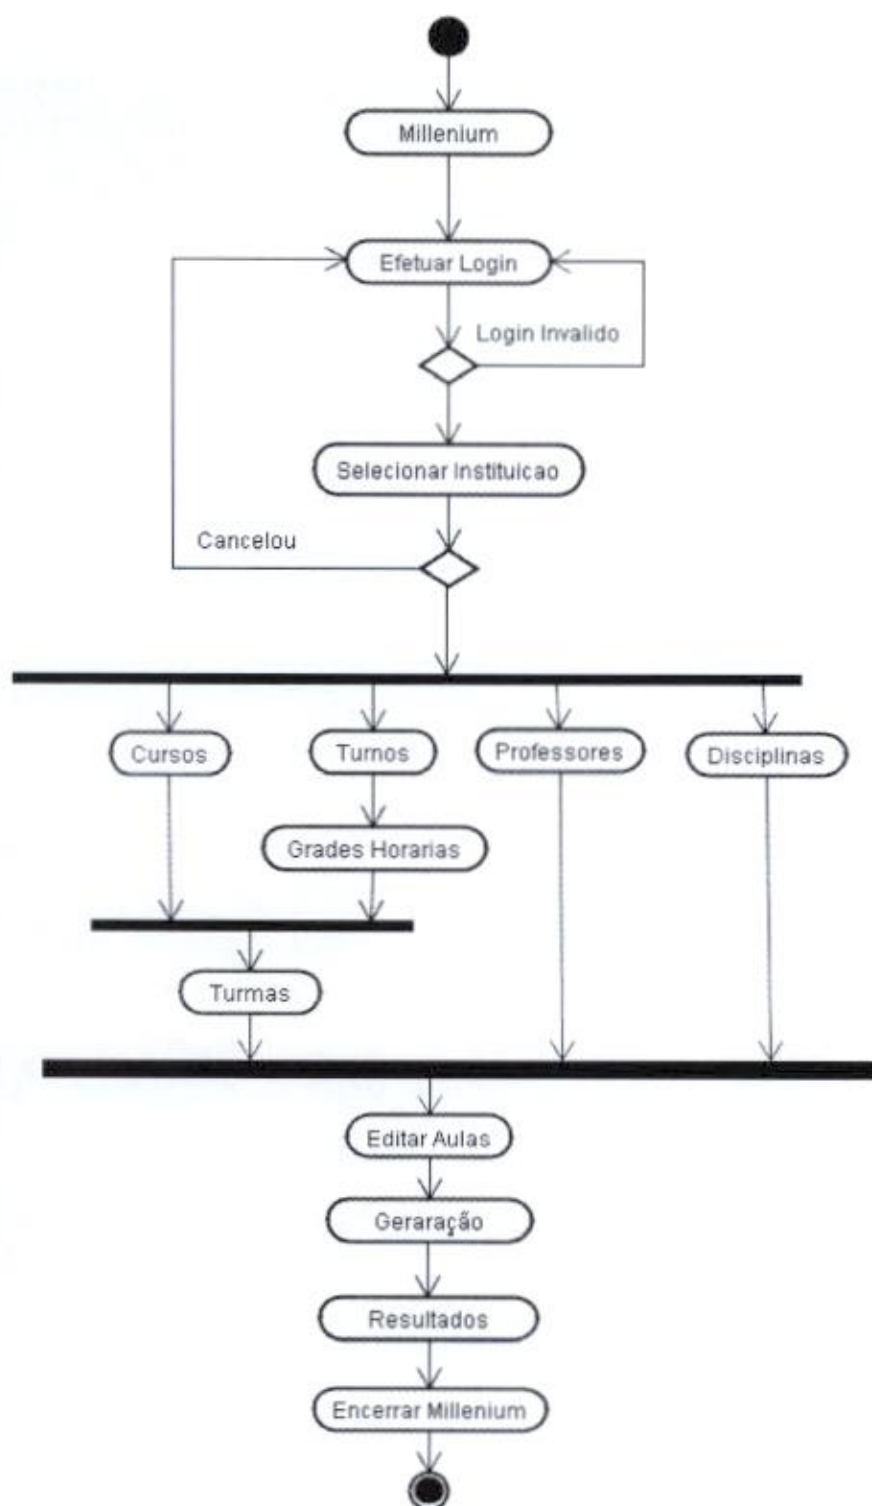 Millenium
Efetuar Login
Login Invalido
Selecionar Instituicao
Cancelou
Cursos
Turnos
Professores
Disciplinas
Grades Horarias
Turmas
Editar Aulas
Geraração
Resultados
Encerrar Millenium